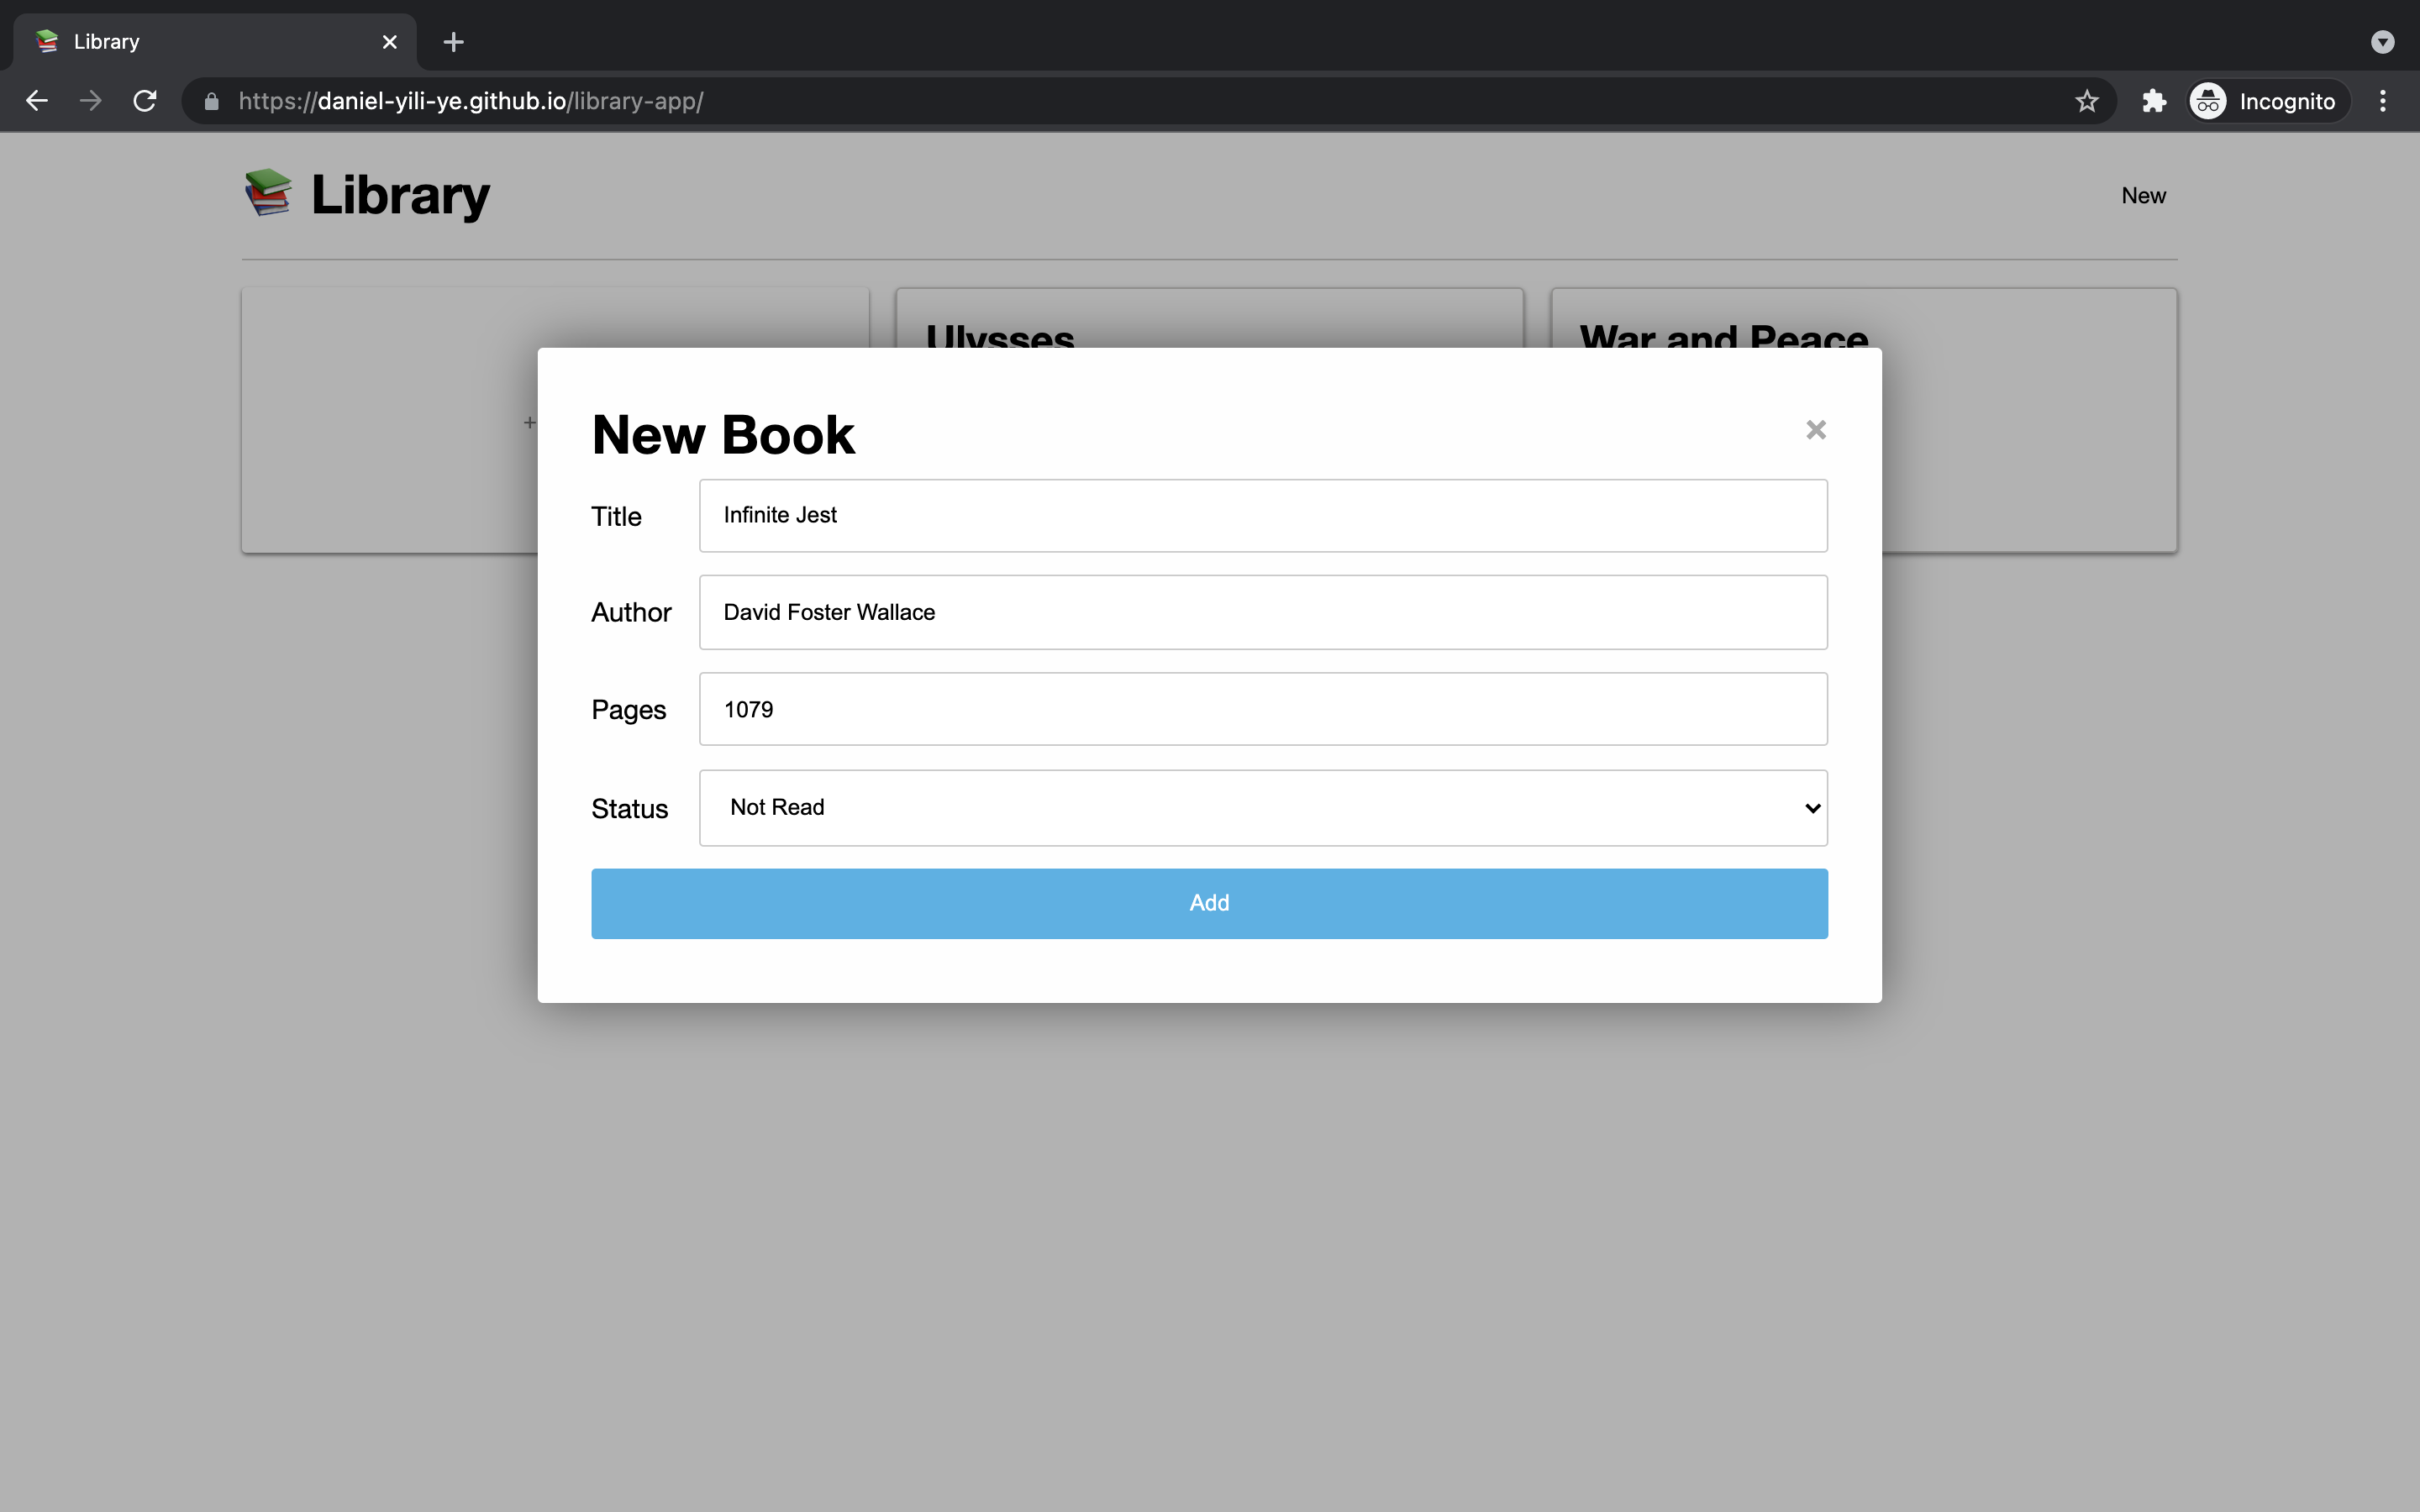 Library
https://daniel-yili-ye.github.io/library-app/
Incognito
Library
New
Ulysses
War and Peace
+
New Book
×
Title
Infinite Jest
Author
David Foster Wallace
Pages
1079
Status
Not Read
Add